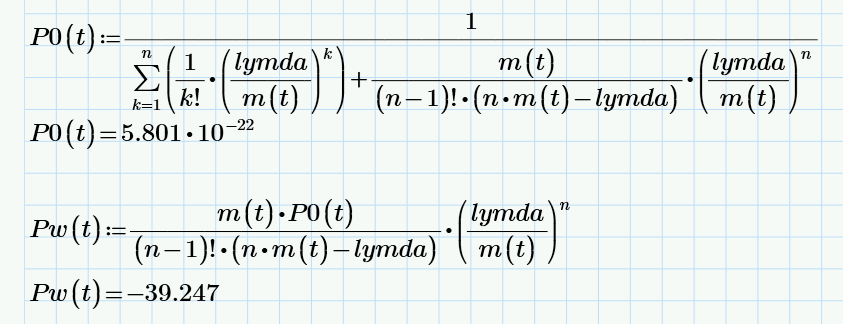 P0(t):=1/(∑_{k=1}^{n}(1/k!·(lymda/m(t))^k)+m(t)/((n−1)!·(n·m(t)−lymda))·(lymda/m(t))^n)
P0(t)=5.801·10^−22
Pw(t):=m(t)·P0(t)/((n−1)!·(n·m(t)−lymda))·(lymda/m(t))^n
Pw(t)=−39.247